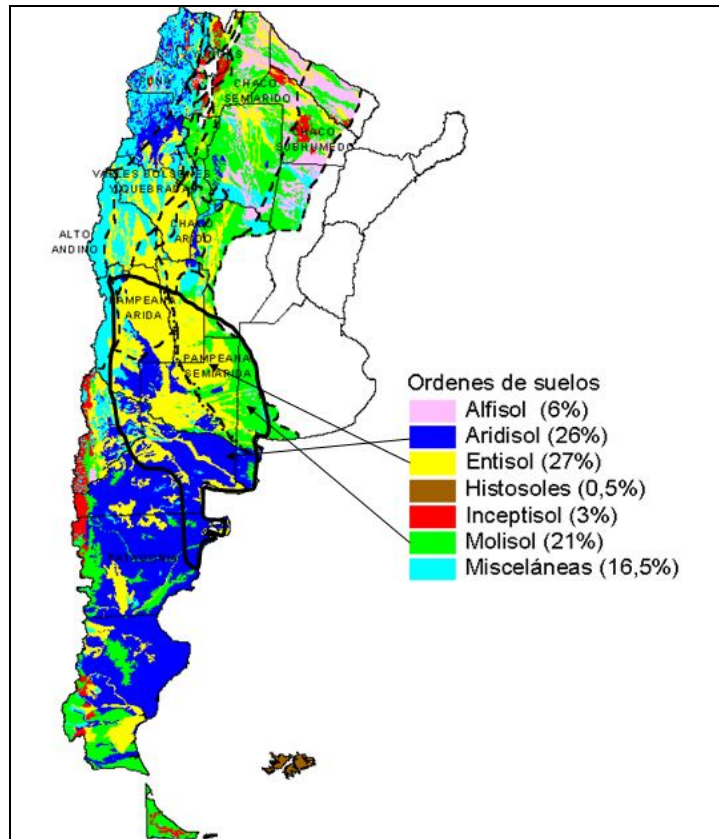 CHACO
SEMIARIDO
CHACO
SUBHUMEDO
VALLES BOLSONES
Y QUEBRADAS
CHACO
ARIDO
ALTO
ANDINO
PAMPEANA
ARIDA
PAMPEANA
SEMIARIDA
Ordenes de suelos
Alfisol (6%)
Aridisol (26%)
Entisol (27%)
Histosoles (0,5%)
Inceptisol (3%)
Molisol (21%)
Misceláneas (16,5%)